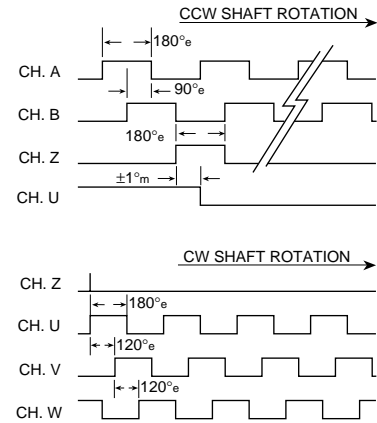 CCW SHAFT ROTATION
180°e
CH. A
90°e
CH. B
180°e
CH. Z
±1°m
CH. U
CW SHAFT ROTATION
CH. Z
180°e
CH. U
120°e
CH. V
120°e
CH. W